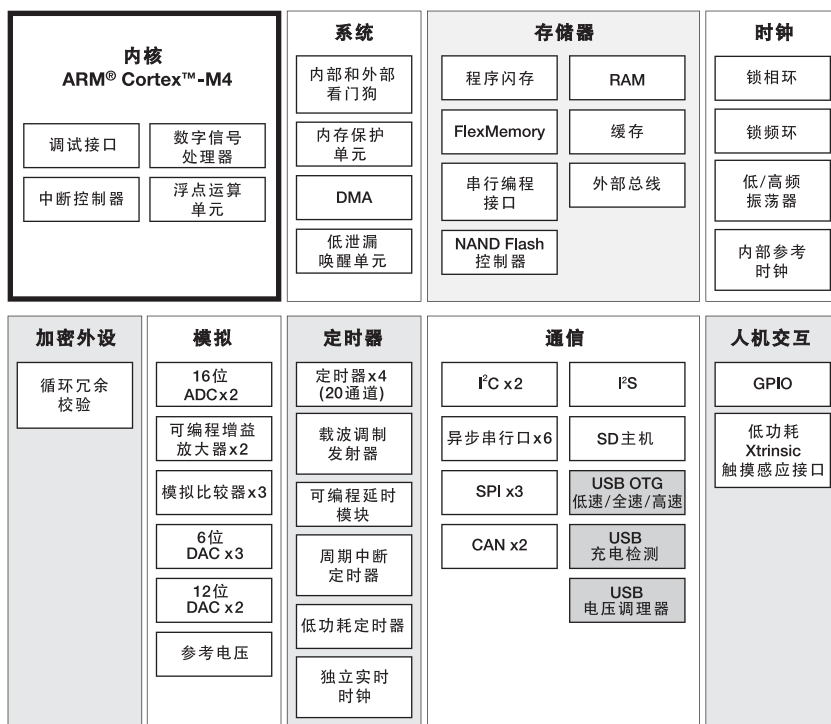 内核
ARM® Cortex™-M4
调试接口
数字信号
处理器
中断控制器
浮点运算
单元
系统
内部和外部
看门狗
内存保护
单元
DMA
低泄漏
唤醒单元
存储器
程序闪存
RAM
FlexMemory
缓存
串行编程
接口
外部总线
NAND Flash
控制器
时钟
锁相环
锁频环
低/高频
振荡器
内部参考
时钟
加密外设
循环冗余
校验
模拟
16位
ADCx2
可编程增益
放大器x2
模拟比较器x3
6位
DAC x3
12位
DAC x2
参考电压
定时器
定时器x4
(20通道)
载波调制
发射器
可编程延时
模块
周期中断
定时器
低功耗定时器
独立实时
时钟
通信
I²C x2
I²S
异步串行口x6
SD主机
SPI x3
USB OTG
低速/全速/高速
CAN x2
USB
充电检测
USB
电压调理器
人机交互
GPIO
低功耗
Xtrinsic
触摸感应接口